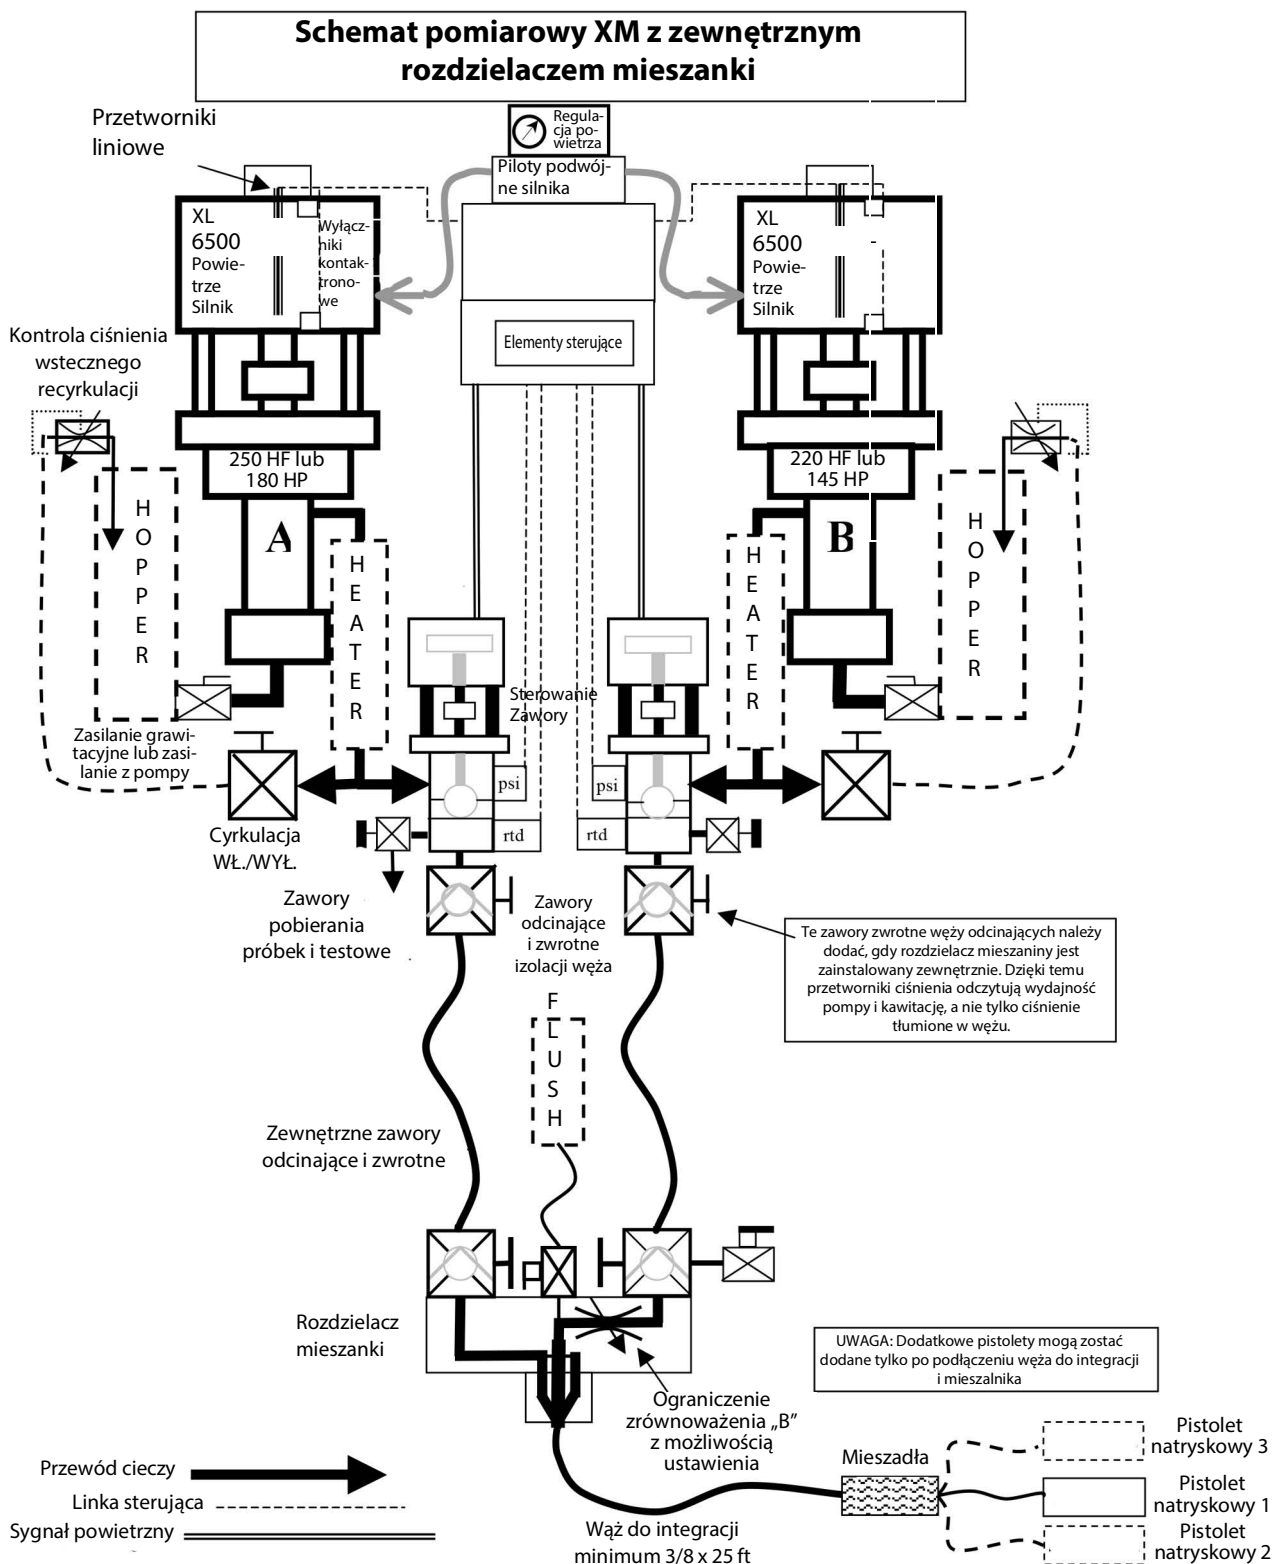 Schemat pomiarowy XM z zewnętrznym
rozdzielaczem mieszanki
Przetworniki
liniowe
Regula-
cja po-
wietrza
Piloty podwój-
ne silnika
XL
6500
Powie-
trze
Silnik
Wyłącz-
niki
kontak-
trono-
we
XL
6500
Powie-
trze
Silnik
Elementy sterujące
Kontrola ciśnienia
wstecznego
recyrkulacji
250 HF lub
180 HP
220 HF lub
145 HP
A
B
HOPPER
HEATER
HEATER
HOPPER
Sterowanie
Zawory
Zasilanie grawi-
tacyjne lub zasi-
lanie z pompy
psi
psi
rtd
rtd
Cyrkulacja
WŁ./WYŁ.
Zawory
pobierania
próbek i testowe
Zawory
odcinające
i zwrotne
izolacji węża
Te zawory zwrotne węży odcinających należy
dodać, gdy rozdzielacz mieszaniny jest
zainstalowany zewnętrznie. Dzięki temu
przetworniki ciśnienia odczytują wydajność
pompy i kawitację, a nie tylko ciśnienie
tłumione w wężu.
FLUSH
Zewnętrzne zawory
odcinające i zwrotne
Rozdzielacz
mieszanki
UWAGA: Dodatkowe pistolety mogą zostać
dodane tylko po podłączeniu węża do integracji
i mieszalnika
Ograniczenie
zrównoważenia „B”
z możliwością
ustawienia
Mieszadła
Pistolet
natryskowy 3
Pistolet
natryskowy 1
Pistolet
natryskowy 2
Przewód cieczy
Linka sterująca
Sygnał powietrzny
Wąż do integracji
minimum 3/8 x 25 ft